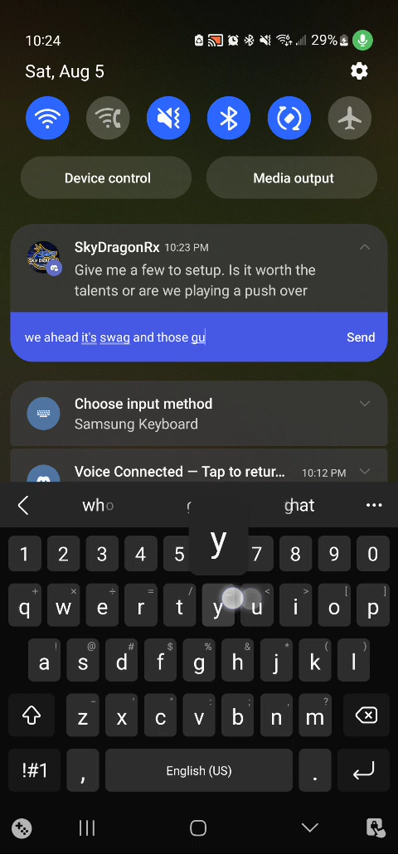 10:24
29%
Sat, Aug 5
Device control
Media output
SkyDragonRx 10:23 PM
Give me a few to setup. Is it worth the
talents or are we playing a push over
we ahead it's swag and those gu
Send
Choose input method
Samsung Keyboard
Voice Connected — Tap to retur... 10:12 PM
who
that
...
y
1 2 3 4 5 7 8 9 0
+ × ÷ = / < > [ ]
q w e r t y u i o p
! @ # $ % & * ( )
a s d f g h j k l
- ' " : ; , ?
z x c v b n m
!#1 , English (US) .